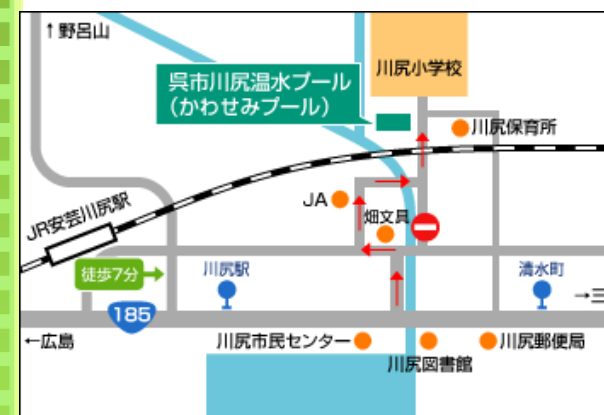 ↑野呂山
川尻小学校
呉市川尻温水プール
(かわせみプール)
川尻保育所
JR安芸川尻駅
JA
畑文具
徒歩7分→
川尻駅
清水町
185
→三
←広島
川尻市民センター
川尻図書館
川尻郵便局